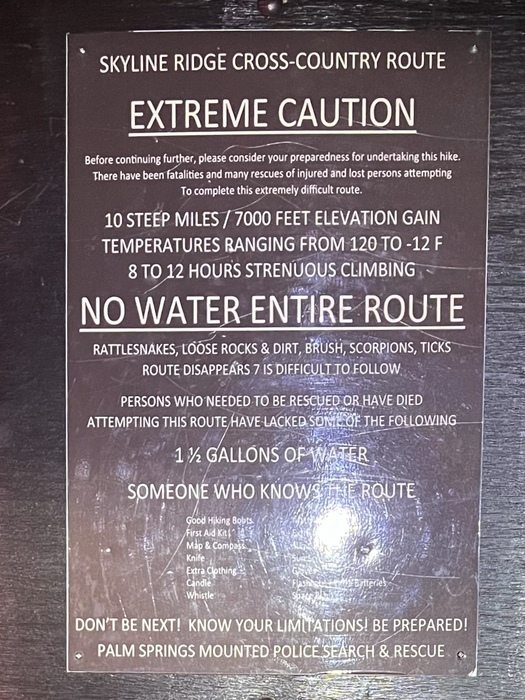 SKYLINE RIDGE CROSS-COUNTRY ROUTE
EXTREME CAUTION
Before continuing further, please consider your preparedness for undertaking this hike.
There have been fatalities and many rescues of injured and lost persons attempting
To complete this extremely difficult route.
10 STEEP MILES / 7000 FEET ELEVATION GAIN
TEMPERATURES RANGING FROM 120 TO -12 F
8 TO 12 HOURS STRENUOUS CLIMBING
NO WATER ENTIRE ROUTE
RATTLESNAKES, LOOSE ROCKS & DIRT, BRUSH, SCORPIONS, TICKS
ROUTE DISAPPEARS 7 IS DIFFICULT TO FOLLOW
PERSONS WHO NEEDED TO BE RESCUED OR HAVE DIED
ATTEMPTING THIS ROUTE HAVE LACKED SOME OF THE FOLLOWING
1 ½ GALLONS OF WATER
SOMEONE WHO KNOWS THE ROUTE
Good Hiking Boots
First Aid Kit
Map & Compass
Knife
Extra Clothing
Candle
Whistle
Batteries
DON'T BE NEXT! KNOW YOUR LIMITATIONS! BE PREPARED!
PALM SPRINGS MOUNTED POLICE SEARCH & RESCUE